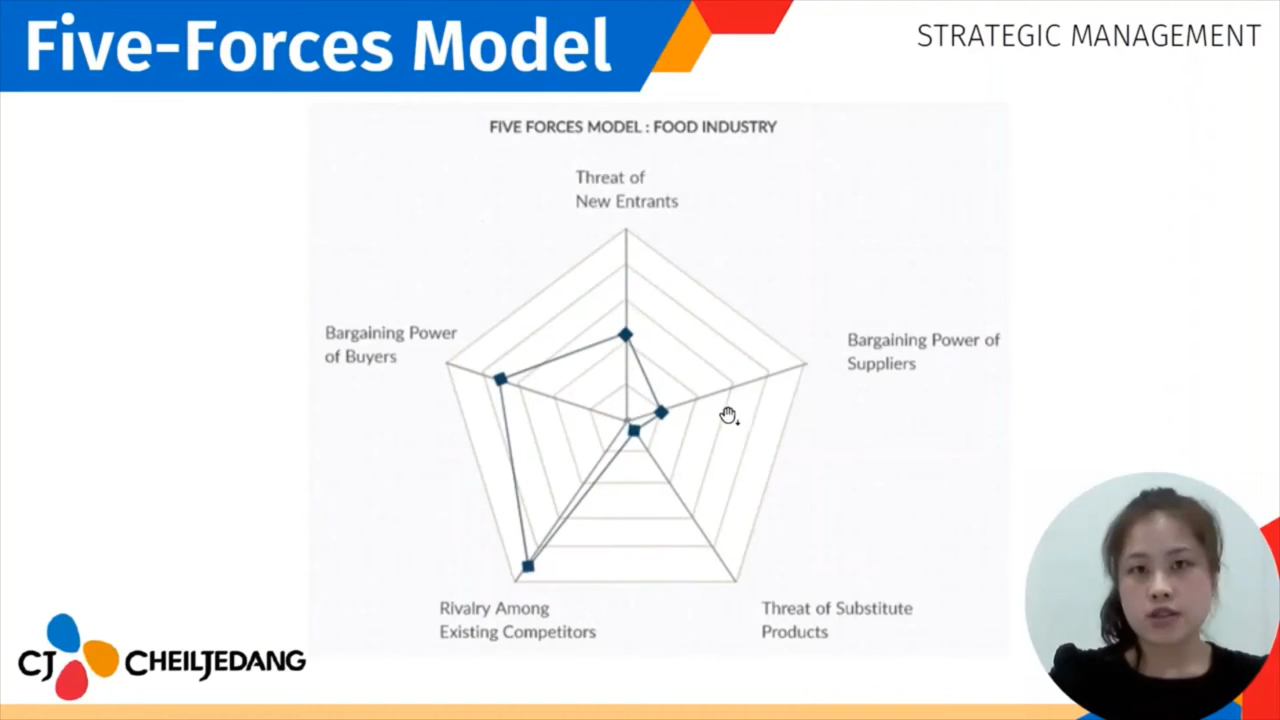 Five-Forces Model
STRATEGIC MANAGEMENT
FIVE FORCES MODEL : FOOD INDUSTRY
Threat of
New Entrants
Bargaining Power
of Buyers
Bargaining Power of
Suppliers
Rivalry Among
Existing Competitors
Threat of Substitute
Products
CJ CHEILJEDANG